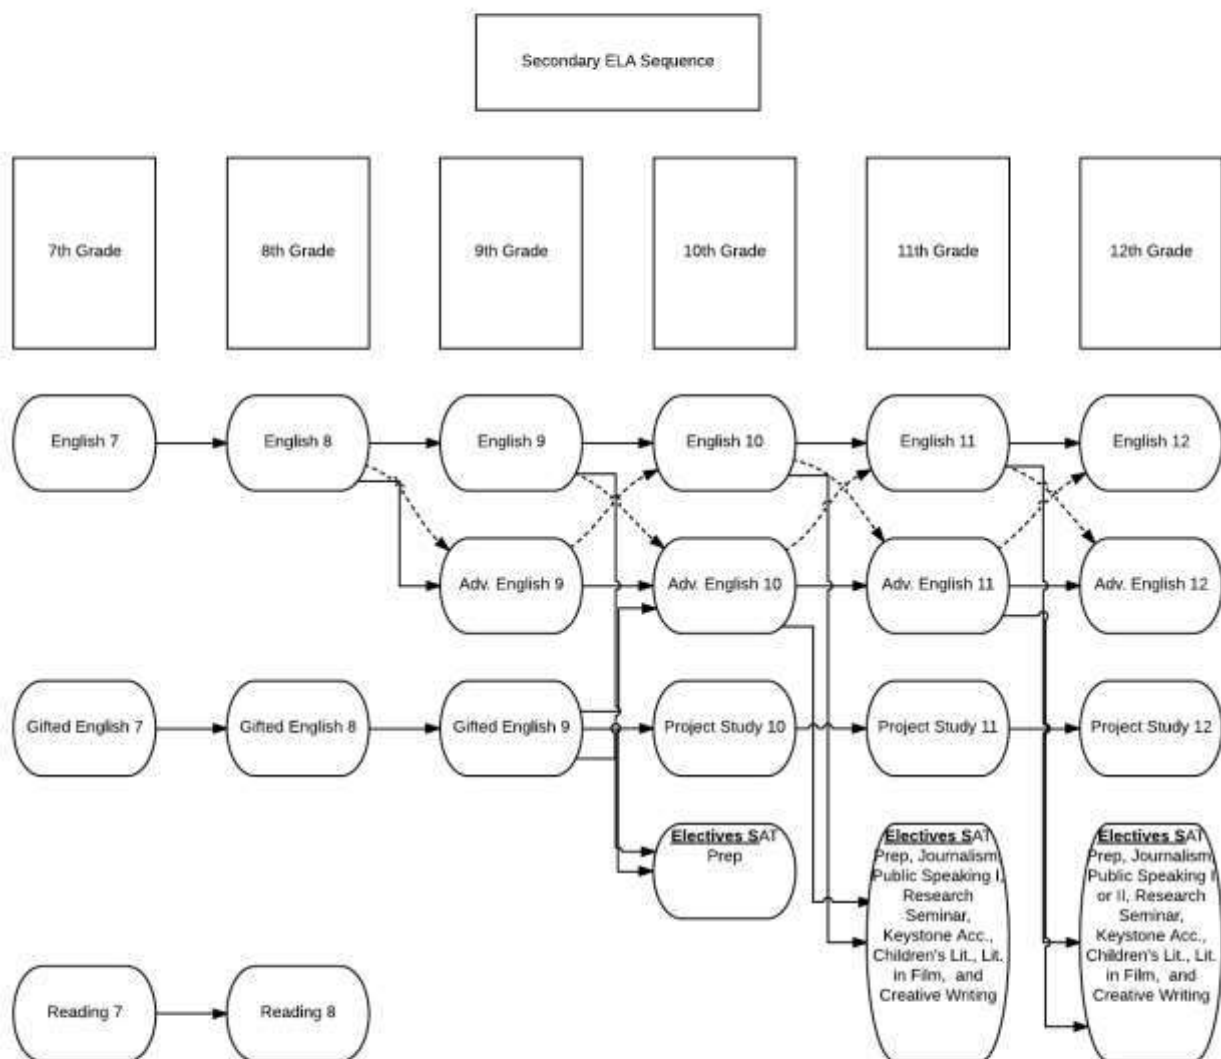 Secondary ELA Sequence
7th Grade
8th Grade
9th Grade
10th Grade
11th Grade
12th Grade
English 7
English 8
English 9
English 10
English 11
English 12
Adv. English 9
Adv. English 10
Adv. English 11
Adv. English 12
Gifted English 7
Gifted English 8
Gifted English 9
Project Study 10
Project Study 11
Project Study 12
Electives SAT
Prep
Electives SAT
Prep, Journalism,
Public Speaking I,
Research
Seminar,
Keystone Acc.,
Children's Lit., Lit.
in Film, and
Creative Writing
Electives SAT
Prep, Journalism,
Public Speaking I
or II, Research
Seminar,
Keystone Acc.,
Children's Lit., Lit.
in Film, and
Creative Writing
Reading 7
Reading 8